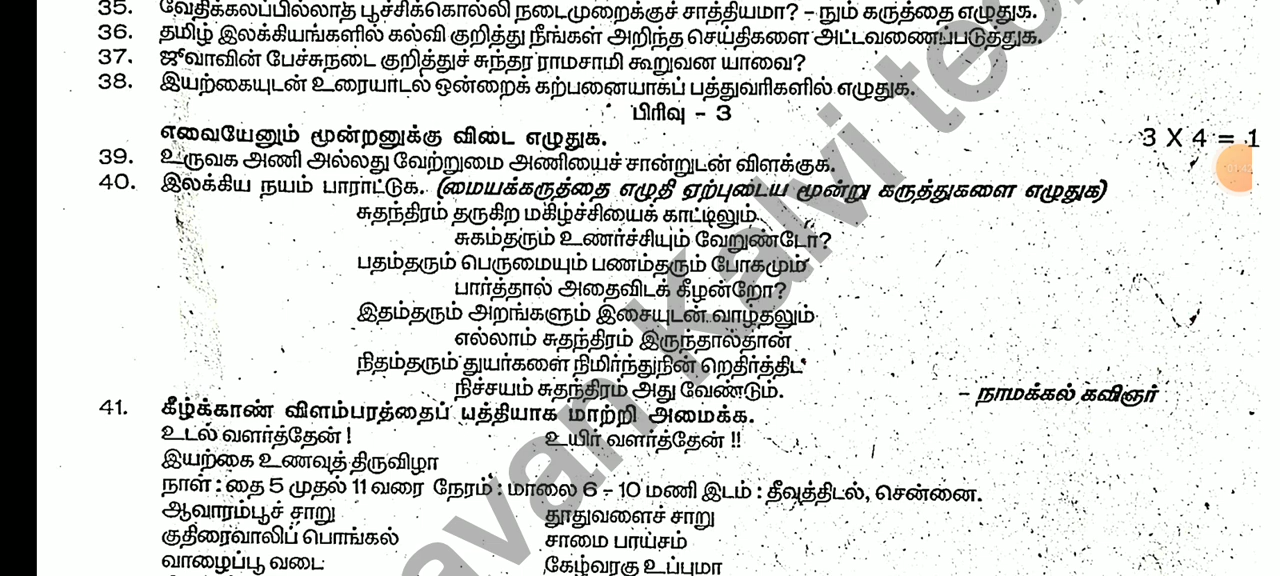 35. வேதிக்கலப்பில்லாத பூச்சிக்கொல்லி நடைமுறைக்குச் சாத்தியமா? – நும் கருத்தை எழுதுக.
36. தமிழ் இலக்கியங்களில் கல்வி குறித்து நீங்கள் அறிந்த செய்திகளை அட்டவணைப்படுத்துக.
37. ஜீவாவின் பேச்சுநடை குறித்துச் சுந்தர ராமசாமி கூறுவன யாவை?
38. இயற்கையுடன் உரையாடல் ஒன்றைக் கற்பனையாகப் பத்துவரிகளில் எழுதுக.
பிரிவு – 3
எவையேனும் மூன்றனுக்கு விடை எழுதுக. 3 X 4 = 1
39. உருவக அணி அல்லது வேற்றுமை அணியைச் சான்றுடன் விளக்குக.
40. இலக்கிய நயம் பாராட்டுக. (மையக்கருத்தை எழுதி ஏற்புடைய மூன்று கருத்துகளை எழுதுக)
சுதந்திரம் தருகிற மகிழ்ச்சியைக் காட்டிலும்
சுகம்தரும் உணர்ச்சியும் வேறுண்டோ?
பதம்தரும் பெருமையும் பணம்தரும் போகமும்
பார்த்தால் அதைவிடக் கீழன்றோ?
இதம்தரும் அறங்களும் இசையுடன் வாழ்தலும்
எல்லாம் சுதந்திரம் இருந்தால்தான்
நிதம்தரும் துயர்களை நிமிர்ந்துநின் றெதிர்த்திட
நிச்சயம் சுதந்திரம் அது வேண்டும். – நாமக்கல் கவிஞர்
41. கீழ்க்காண் விளம்பரத்தைப் பத்தியாக மாற்றி அமைக்க.
உடல் வளர்த்தேன் ! உயிர் வளர்த்தேன் !!
இயற்கை உணவுத் திருவிழா
நாள் : தை 5 முதல் 11 வரை நேரம் : மாலை 6 – 10 மணி இடம் : தீவுத்திடல், சென்னை.
ஆவாரம்பூச் சாறு தூதுவளைச் சாறு
குதிரைவாலிப் பொங்கல் சாமை பாய்சம்
வாழைப்பூ வடை கேழ்வரகு உப்புமா